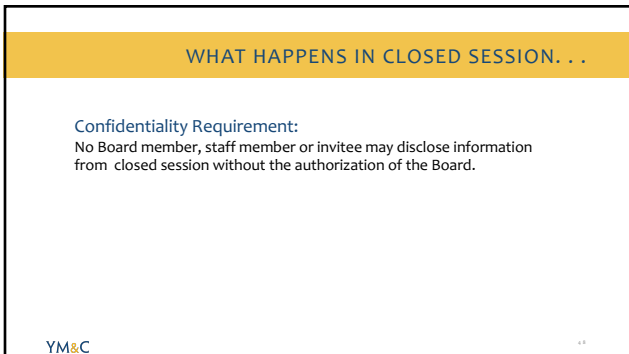 WHAT HAPPENS IN CLOSED SESSION. . .
Confidentiality Requirement:
No Board member, staff member or invitee may disclose information
from closed session without the authorization of the Board.
YM&C